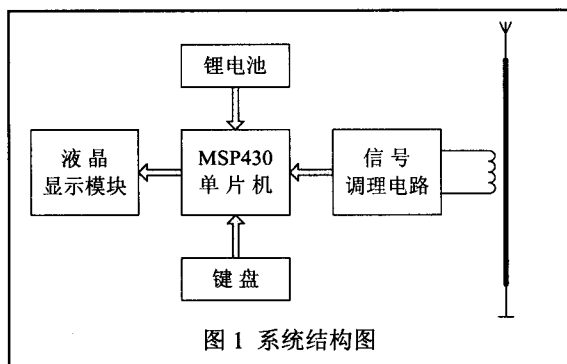 锂电池
液晶
显示模块
MSP430
单片机
信号
调理电路
键盘
图1 系统结构图